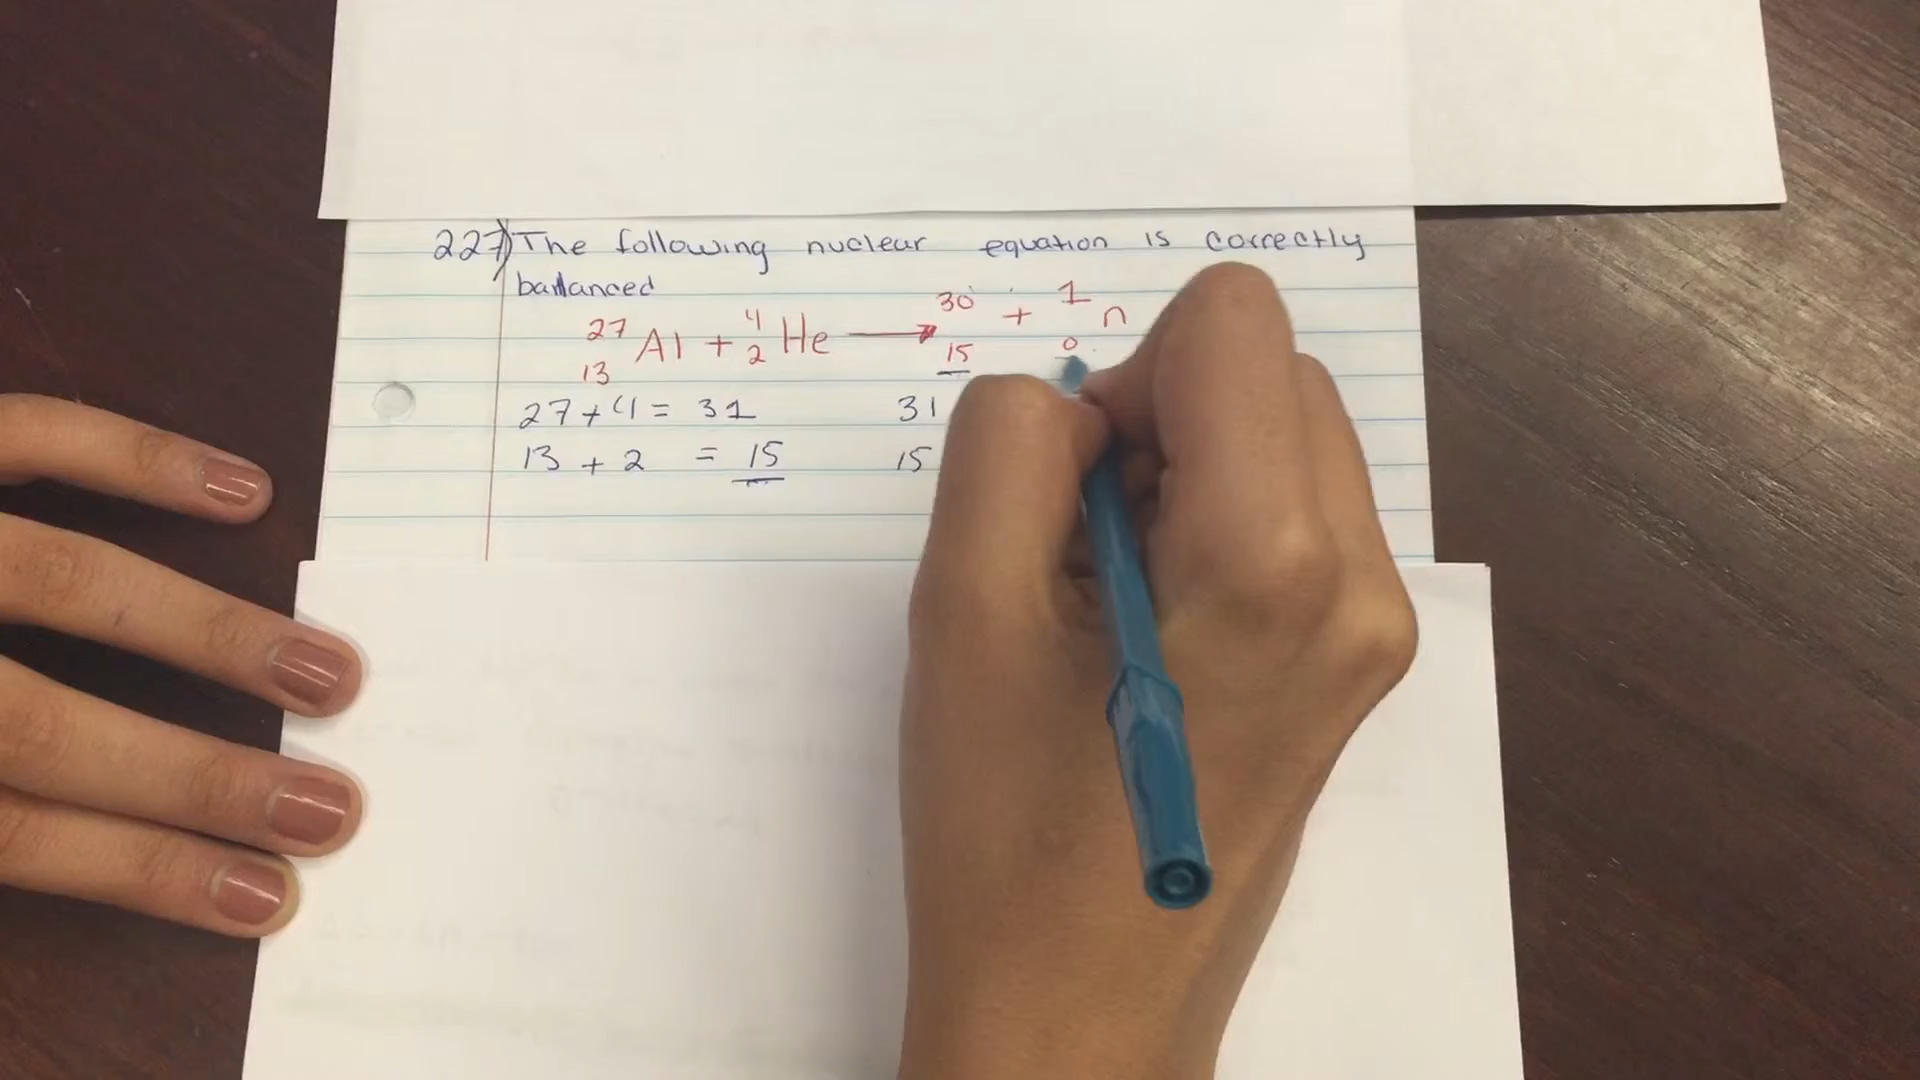 227) The following nuclear equation is correctly
balanced
27 4 30 + 1 n
13 Al + 2 He → 15 0
27 + 4 = 31 31
13 + 2 = 15 15